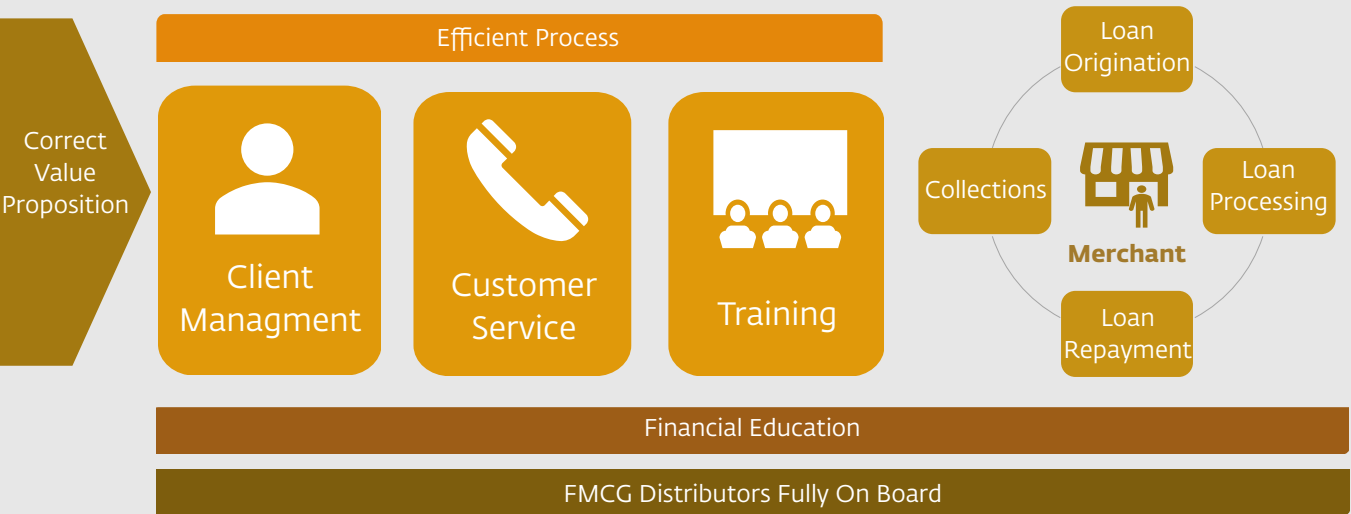 Correct
Value
Proposition
Efficient Process
Client
Managment
Customer
Service
Training
Loan
Origination
Loan
Processing
Loan
Repayment
Collections
Merchant
Financial Education
FMCG Distributors Fully On Board